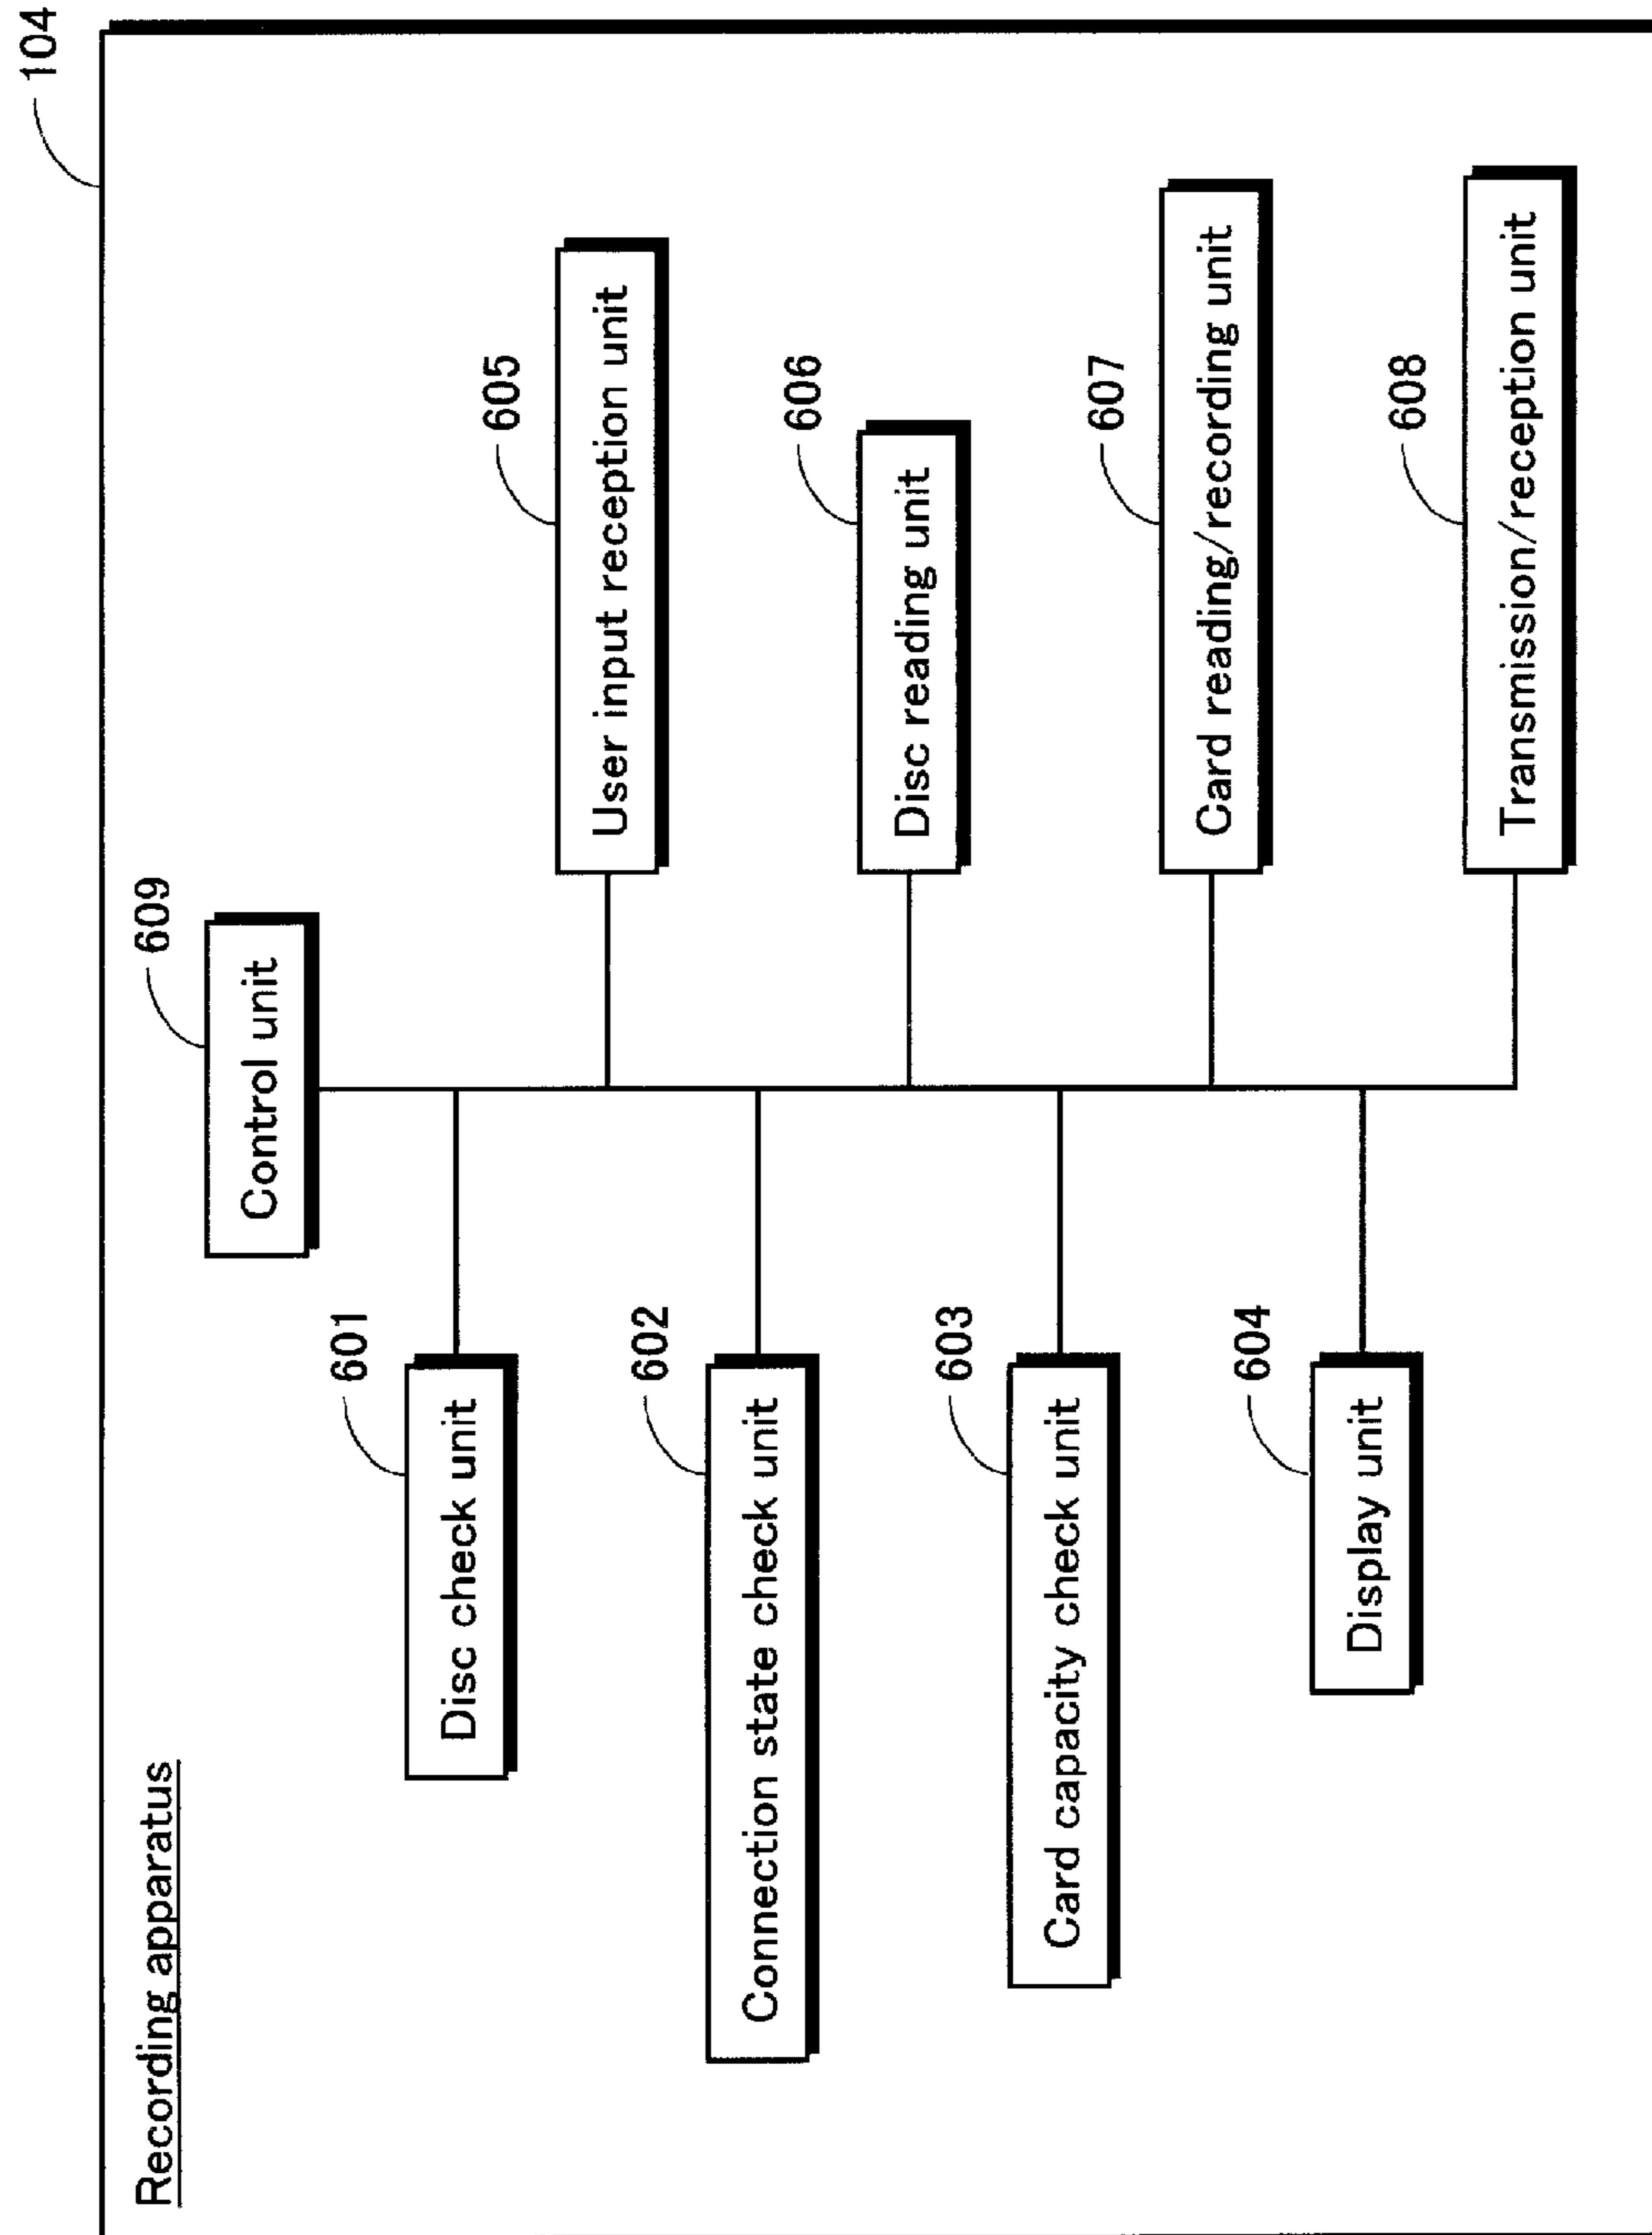 104
Recording apparatus
609
Control unit
601
Disc check unit
602
Connection state check unit
603
Card capacity check unit
604
Display unit
605
User input reception unit
606
Disc reading unit
607
Card reading/recording unit
608
Transmission/reception unit